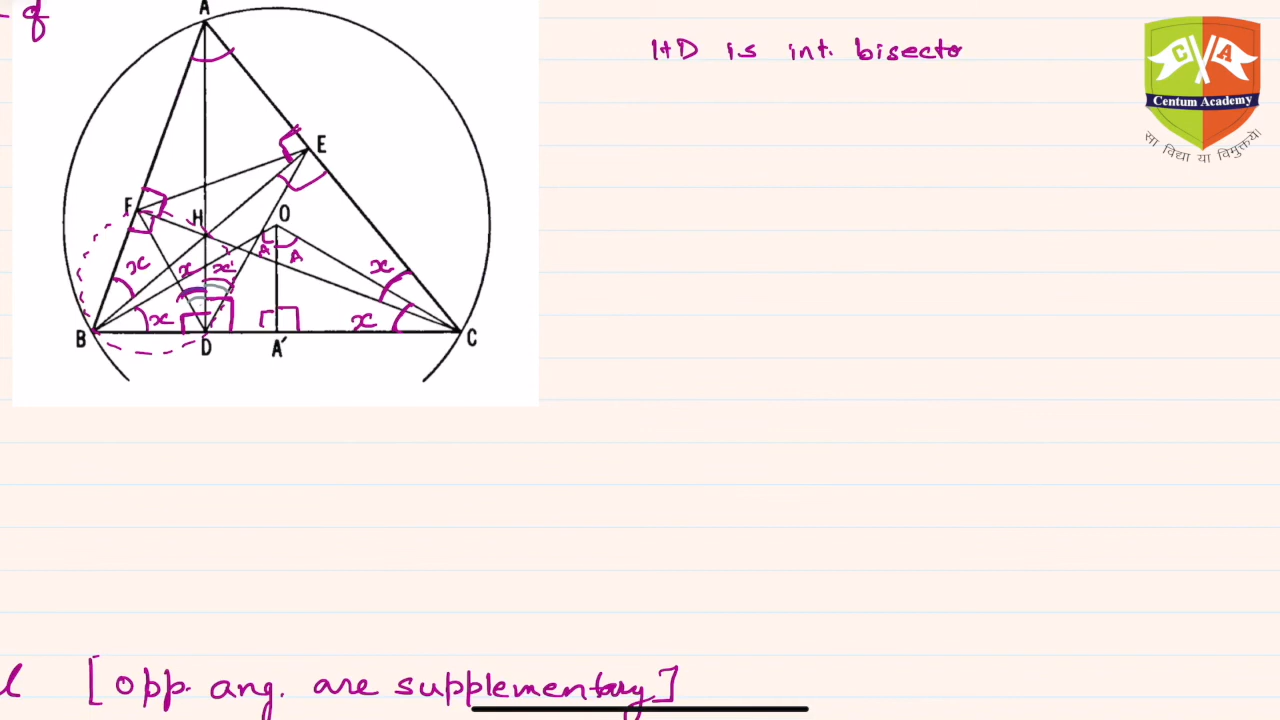 A
HD is int. bisecto
C A
Centum Academy
सा विद्या या विमुक्तये!
E
F
H
O
A A
x
x x
x
x x
B
D
A'
C
[opp. ang. are supplementary]